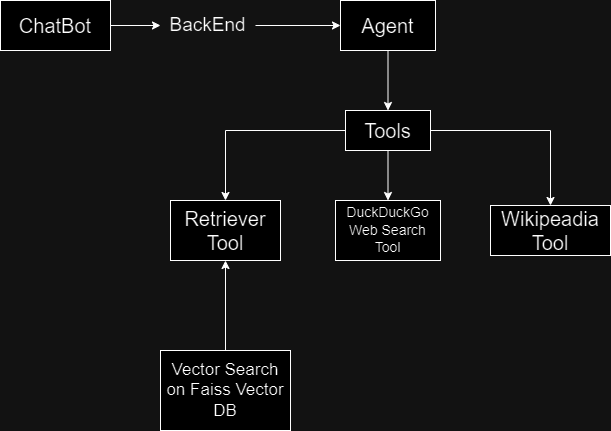 ChatBot
BackEnd
Agent
Tools
Retriever
Tool
DuckDuckGo
Web Search
Tool
Wikipeadia
Tool
Vector Search
on Faiss Vector
DB